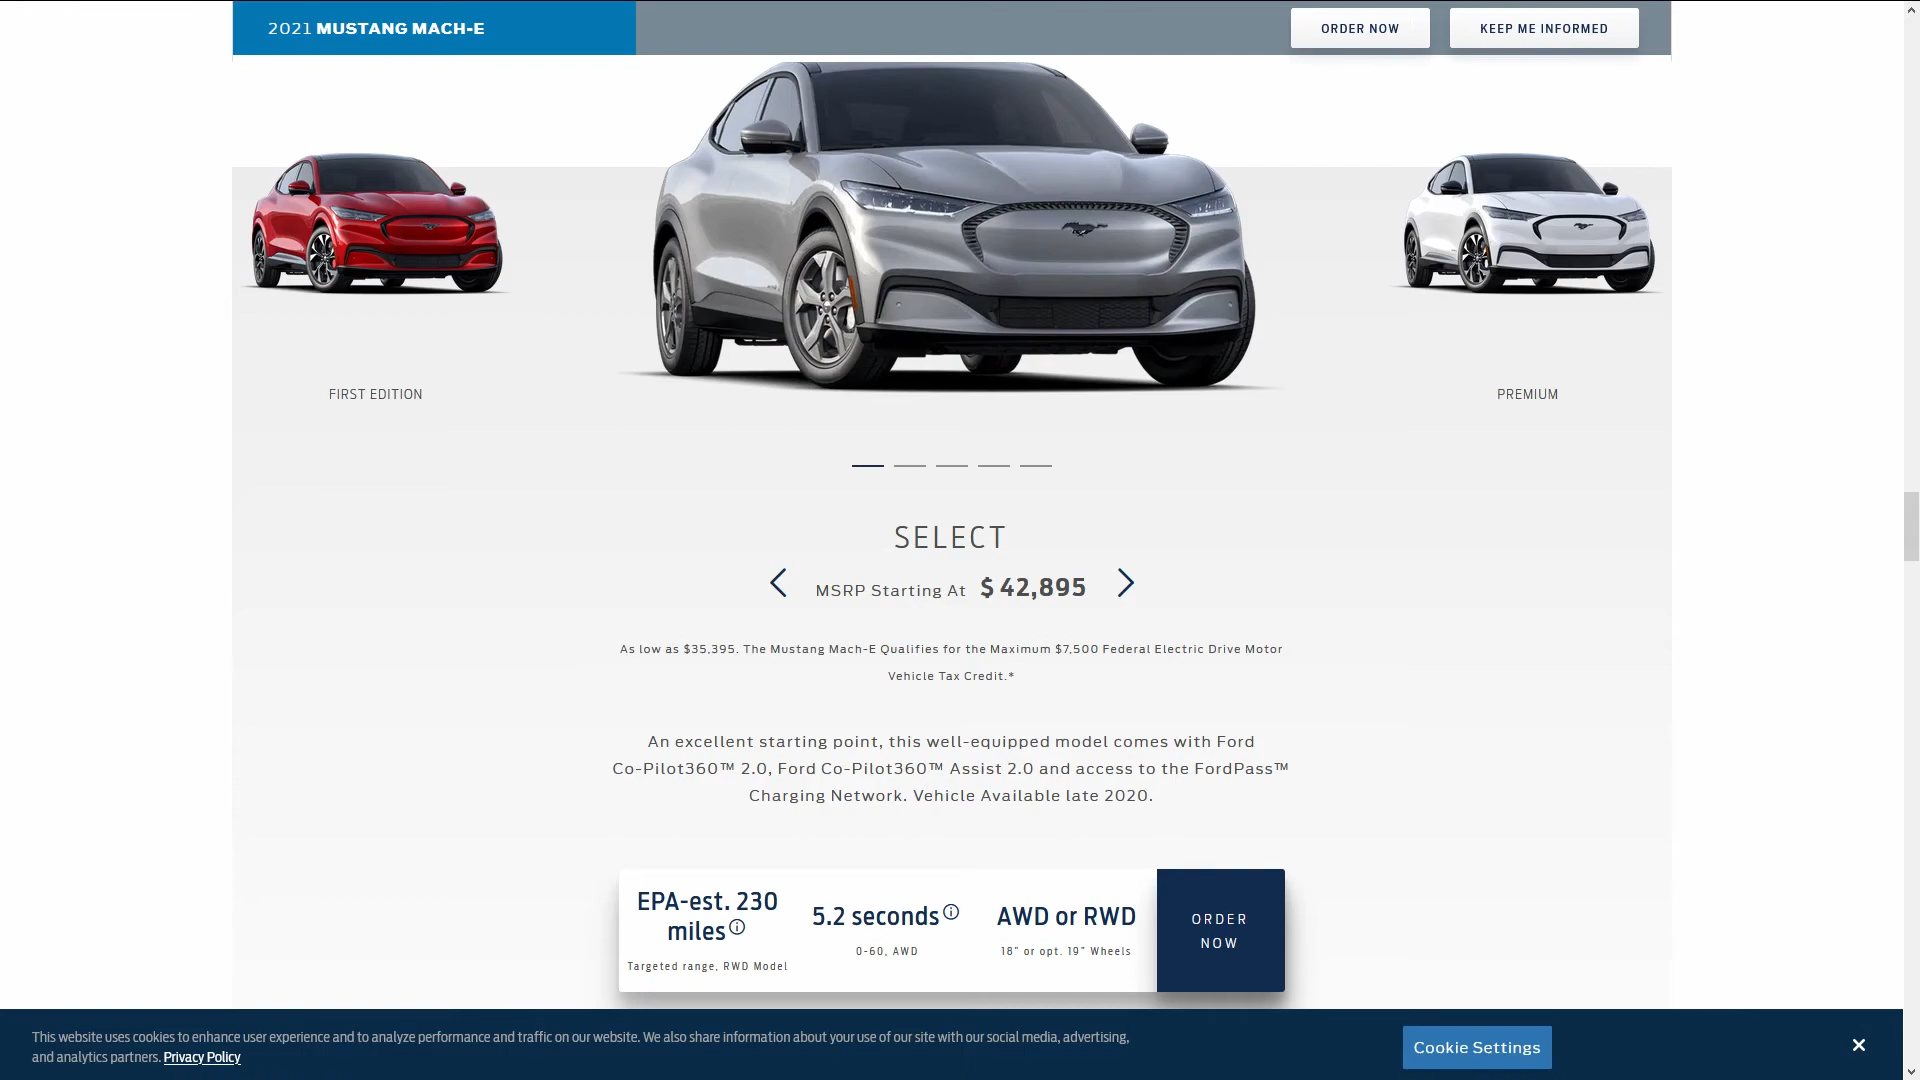 2021 MUSTANG MACH-E
ORDER NOW
KEEP ME INFORMED
FIRST EDITION
PREMIUM
SELECT
MSRP Starting At $ 42,895
As low as $35,395. The Mustang Mach-E Qualifies for the Maximum $7,500 Federal Electric Drive Motor
Vehicle Tax Credit.*
An excellent starting point, this well-equipped model comes with Ford
Co-Pilot360™ 2.0, Ford Co-Pilot360™ Assist 2.0 and access to the FordPass™
Charging Network. Vehicle Available late 2020.
EPA-est. 230
miles
Targeted range, RWD Model
5.2 seconds
0-60, AWD
AWD or RWD
18" or opt. 19" Wheels
ORDER
NOW
This website uses cookies to enhance user experience and to analyze performance and traffic on our website. We also share information about your use of our site with our social media, advertising,
and analytics partners. Privacy Policy
Cookie Settings